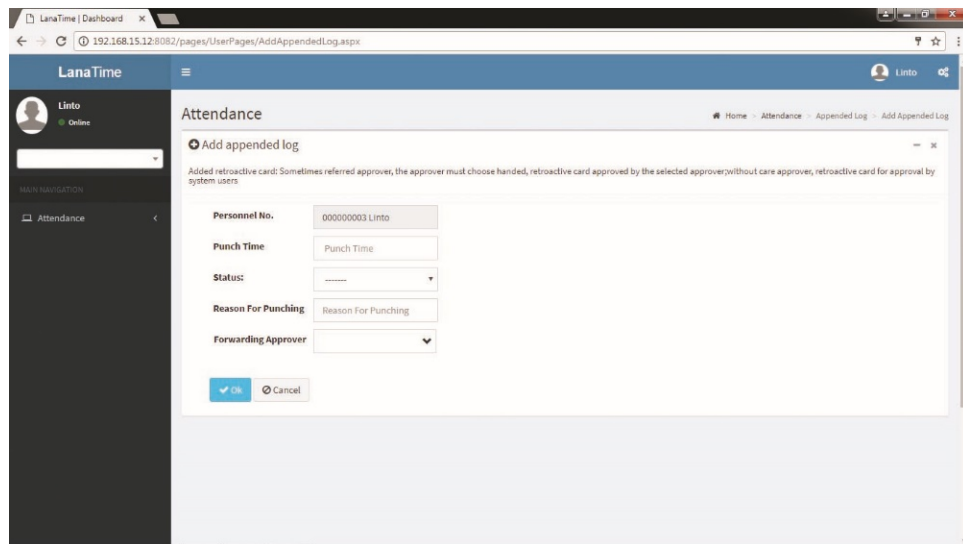 LanaTime | Dashboard
192.168.15.12:8082/pages/UserPages/AddAppendedLog.aspx
LanaTime
Linto
Linto
Online
MAIN NAVIGATION
Attendance
Attendance
Home > Attendance > Appended Log > Add Appended Log
Add appended log
Added retroactive card: Sometimes referred approver, the approver must choose handed, retroactive card approved by the selected approver;without care approver, retroactive card for approval by
system users
Personnel No. 000000003 Linto
Punch Time Punch Time
Status: -------
Reason For Punching Reason For Punching
Forwarding Approver
Ok Cancel